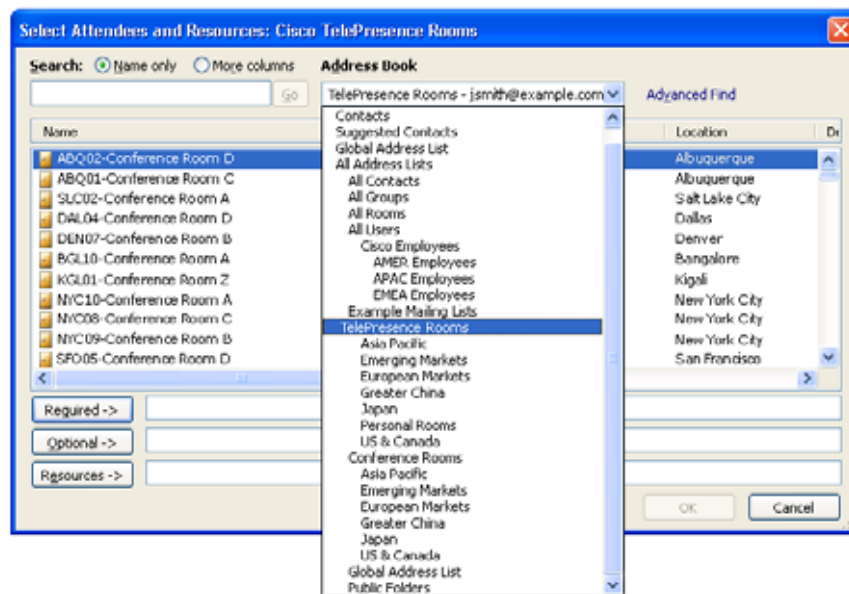 Select Attendees and Resources: Cisco TelePresence Rooms
Search: Name only More columns Address Book
Go TelePresence Rooms - jsmith@example.com Advanced Find
Name Location De
ABQ02-Conference Room D Albuquerque
ABQ01-Conference Room C Albuquerque
SLC02-Conference Room A Salt Lake City
DAL04-Conference Room D Dallas
DEN07-Conference Room B Denver
BGL10-Conference Room A Bangalore
KGL01-Conference Room Z Kigali
NYC10-Conference Room A New York City
NYC08-Conference Room C New York City
NYC09-Conference Room B New York City
SFO05-Conference Room D San Francisco
Contacts
Suggested Contacts
Global Address List
All Address Lists
All Contacts
All Groups
All Rooms
All Users
Cisco Employees
AMER Employees
APAC Employees
EMEA Employees
Example Mailing Lists
TelePresence Rooms
Asia Pacific
Emerging Markets
European Markets
Greater China
Japan
Personal Rooms
US & Canada
Conference Rooms
Asia Pacific
Emerging Markets
European Markets
Greater China
Japan
US & Canada
Global Address List
Public Folders
Required ->
Optional ->
Resources ->
OK Cancel